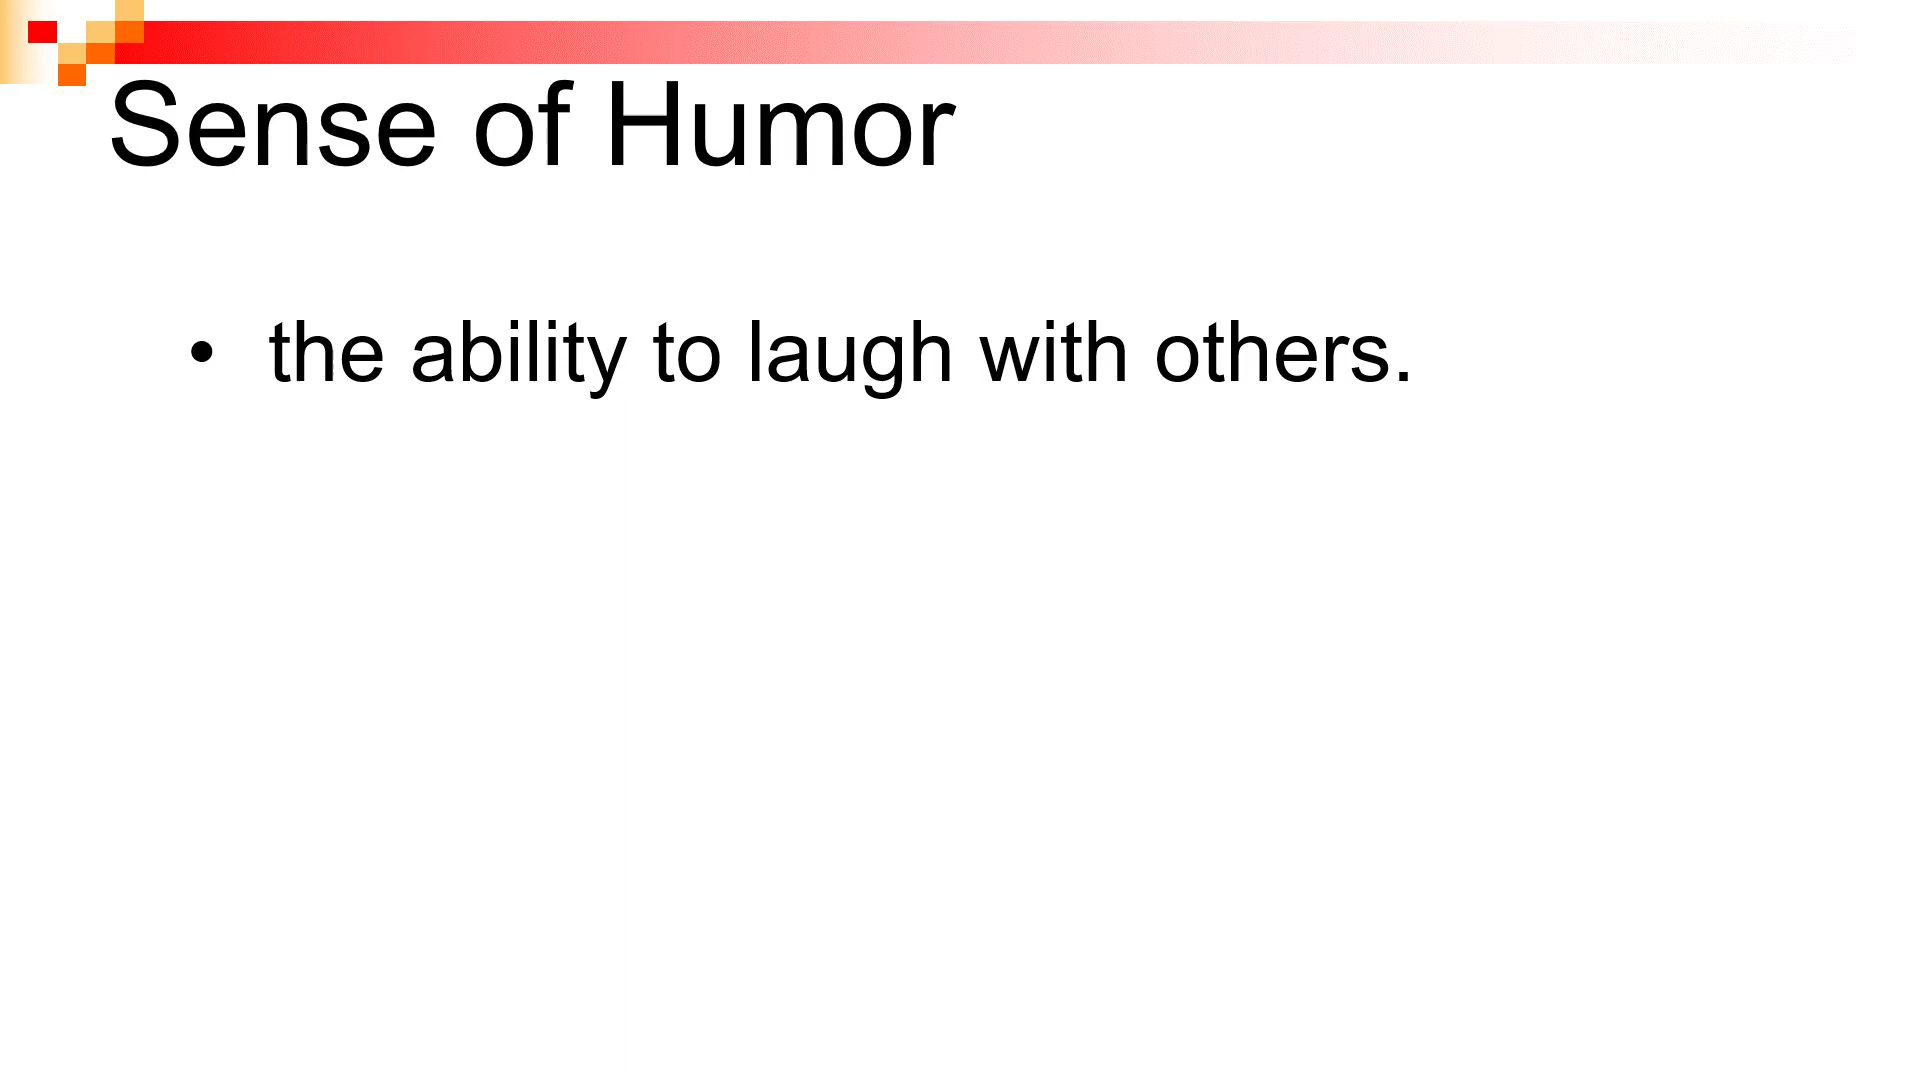 Sense of Humor
• the ability to laugh with others.